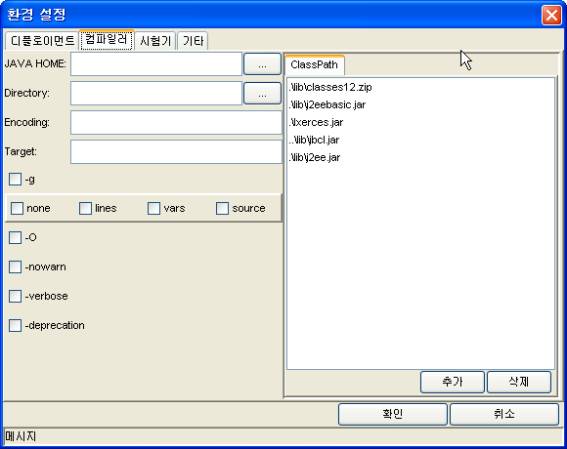 환경 설정
디플로이먼트 컴파일러 시험기 기타
JAVA HOME: ...
Directory: ...
Encoding:
Target:
-g
none lines vars source
-O
-nowarn
-verbose
-deprecation
ClassPath
.\lib\classes12.zip
.\lib\j2eebasic.jar
.\lxerces.jar
..\lib\jbcl.jar
.\lib\j2ee.jar
추가 삭제
확인 취소
메시지